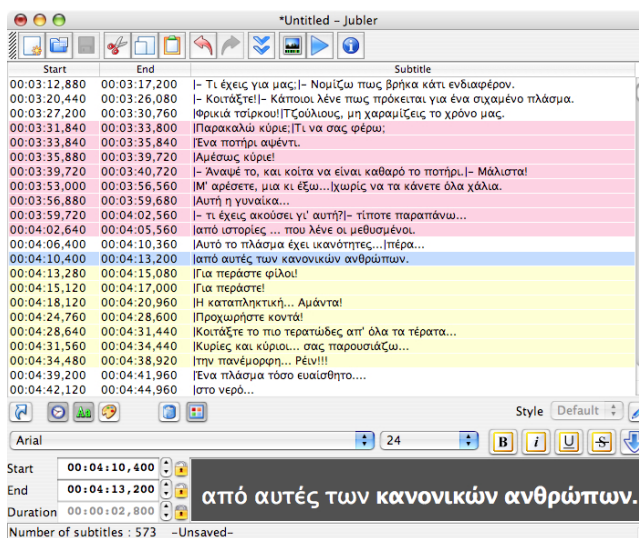 *Untitled – Jubler
Start End Subtitle
00:03:12,880 00:03:17,200 |– Τι έχεις για μας;|– Νομίζω πως βρήκα κάτι ενδιαφέρον.
00:03:20,440 00:03:26,080 |– Κοιτάξτε!|– Κάποιοι λένε πως πρόκειται για ένα σιχαμένο πλάσμα.
00:03:27,200 00:03:30,760 |Φρικιά τσίρκου!|Τζούλιους, μη χαραμίζεις το χρόνο μας.
00:03:31,840 00:03:33,800 |Παρακαλώ κύριε;|Τι να σας φέρω;
00:03:33,840 00:03:35,840 |Ένα ποτήρι αψέντι.
00:03:35,880 00:03:39,720 |Αμέσως κύριε!
00:03:39,720 00:03:40,720 |– Άναψέ το, και κοίτα να είναι καθαρό το ποτήρι.|– Μάλιστα!
00:03:53,000 00:03:56,560 |Μ' αρέσετε, μια κι έξω...|χωρίς να τα κάνετε όλα χάλια.
00:03:56,880 00:03:59,680 |Αυτή η γυναίκα...
00:03:59,720 00:04:02,560 |– τι έχεις ακούσει γι' αυτή?|– τίποτε παραπάνω...
00:04:02,640 00:04:05,560 |από ιστορίες ... που λένε οι μεθυσμένοι.
00:04:06,400 00:04:10,360 |Αυτό το πλάσμα έχει ικανότητες...|πέρα...
00:04:10,400 00:04:13,200 |από αυτές των κανονικών ανθρώπων.
00:04:13,280 00:04:15,080 |Για περάστε φίλοι!
00:04:15,120 00:04:17,000 |Για περάστε!
00:04:18,120 00:04:20,960 |Η καταπληκτική... Αμάντα!
00:04:24,760 00:04:28,600 |Προχωρήστε κοντά!
00:04:28,640 00:04:31,440 |Κοιτάξτε το πιο τερατώδες απ' όλα τα τέρατα...
00:04:31,560 00:04:34,440 |Κυρίες και κύριοι... σας παρουσιάζω...
00:04:34,480 00:04:38,920 |την πανέμορφη... Ρέιν!!!
00:04:39,200 00:04:41,960 |Ένα πλάσμα τόσο ευαίσθητο....
00:04:42,120 00:04:44,960 |στο νερό...
Aa Style Default
Arial 24 B i U S
Start 00:04:10,400
End 00:04:13,200
Duration 00:00:02,800
από αυτές των κανονικών ανθρώπων.
Number of subtitles : 573 –Unsaved–